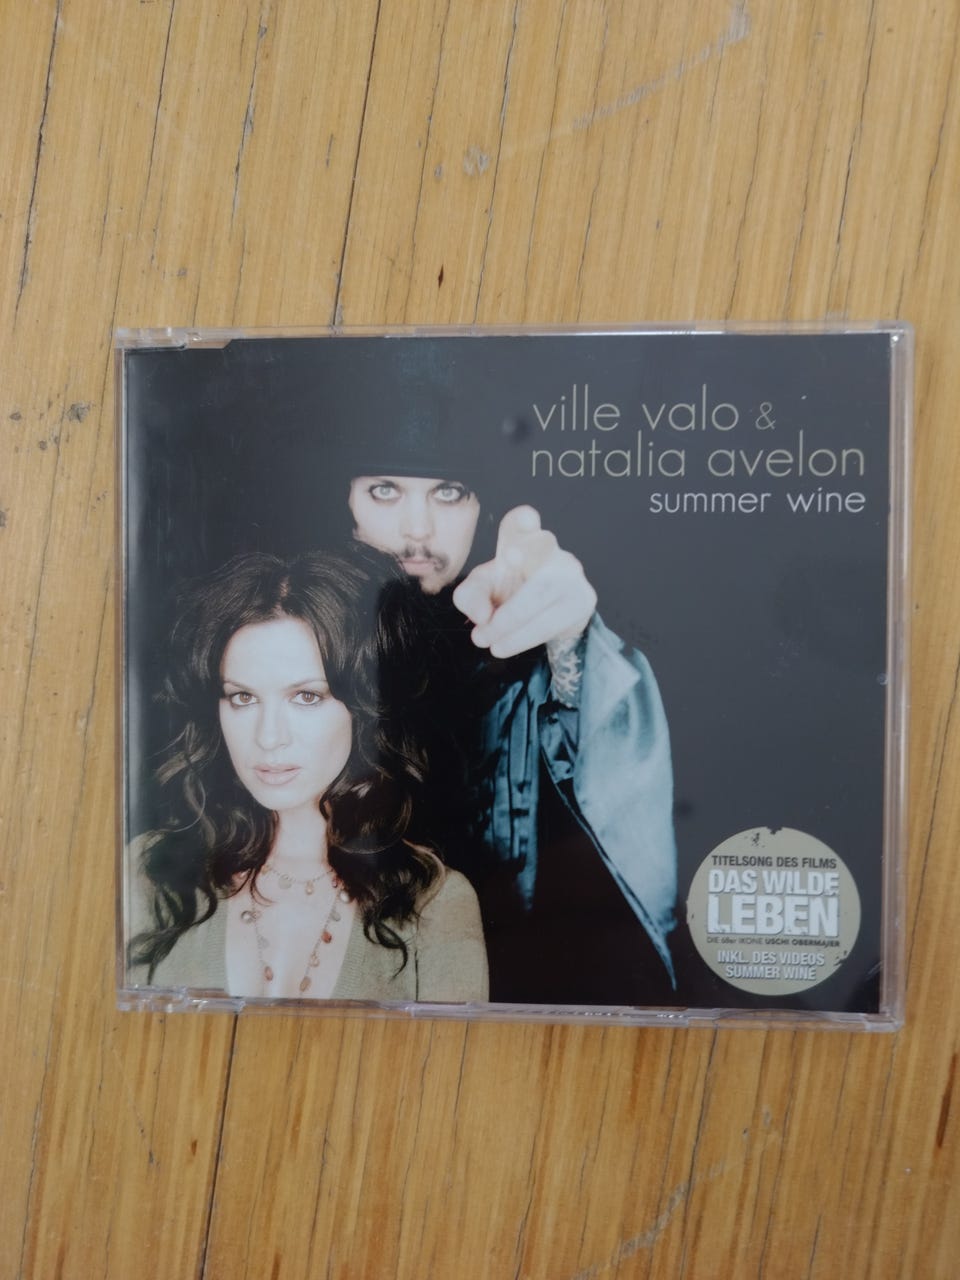 ville valo &
natalia avelon
summer wine
TITELSONG DES FILMS
DAS WILDE
LEBEN
DIE 68er IKONE USCHI OBERMAIER
INKL. DES VIDEOS
SUMMER WINE